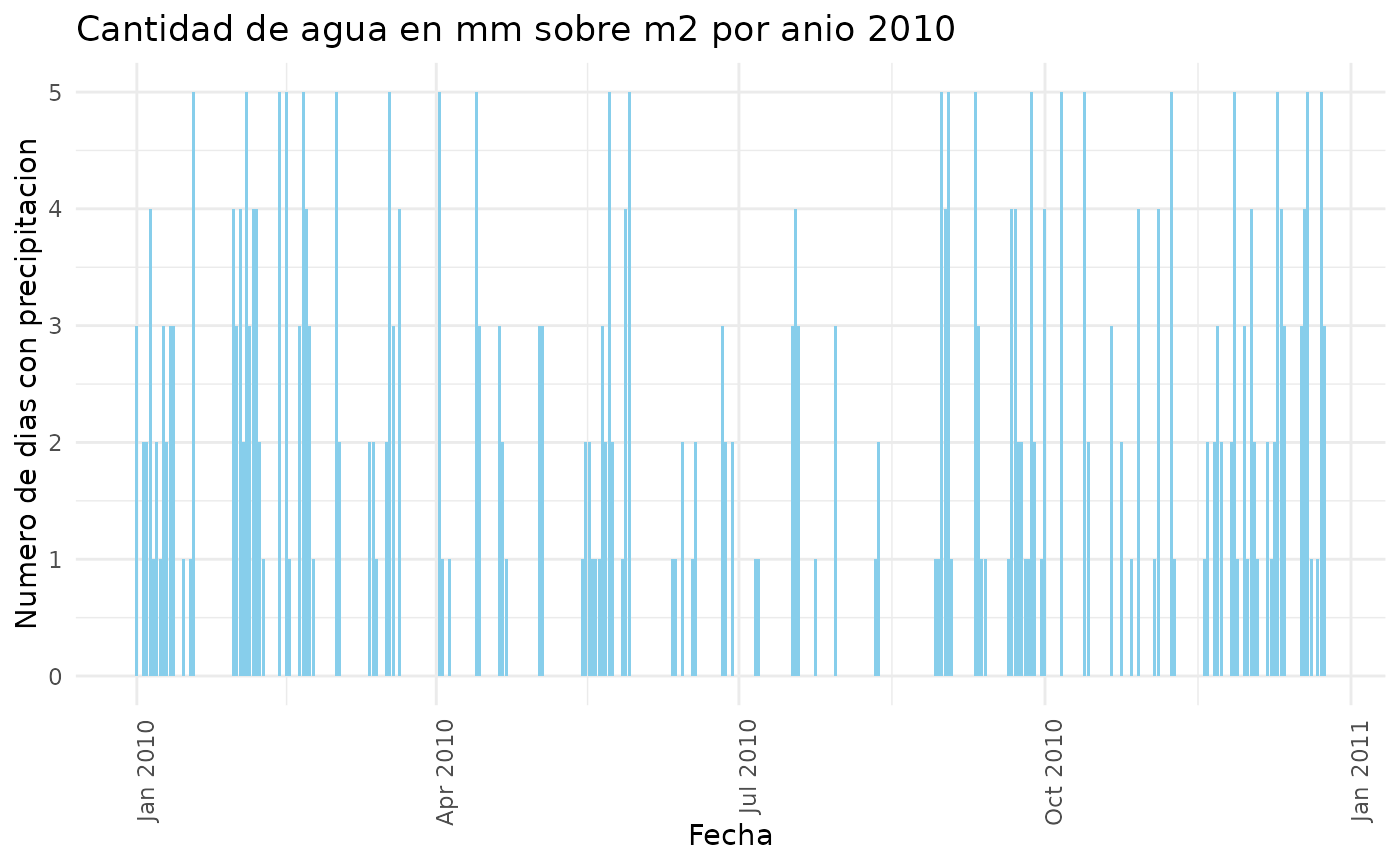 Cantidad de agua en mm sobre m2 por anio 2010
Numero de dias con precipitacion
5
4
3
2
1
0
Jan 2010
Apr 2010
Jul 2010
Oct 2010
Jan 2011
Fecha